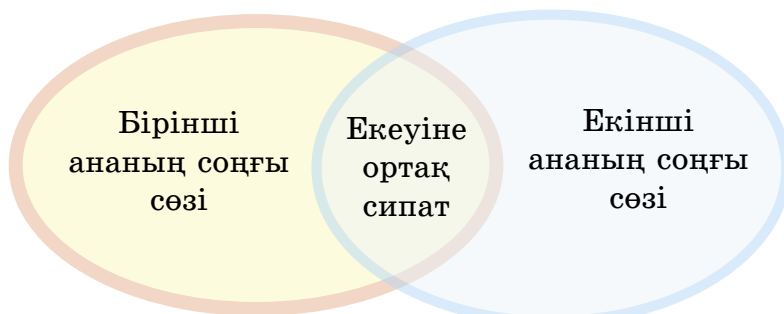 Бірінші
ананың соңғы
сөзі
Екеуіне
ортақ
сипат
Екінші
ананың соңғы
сөзі